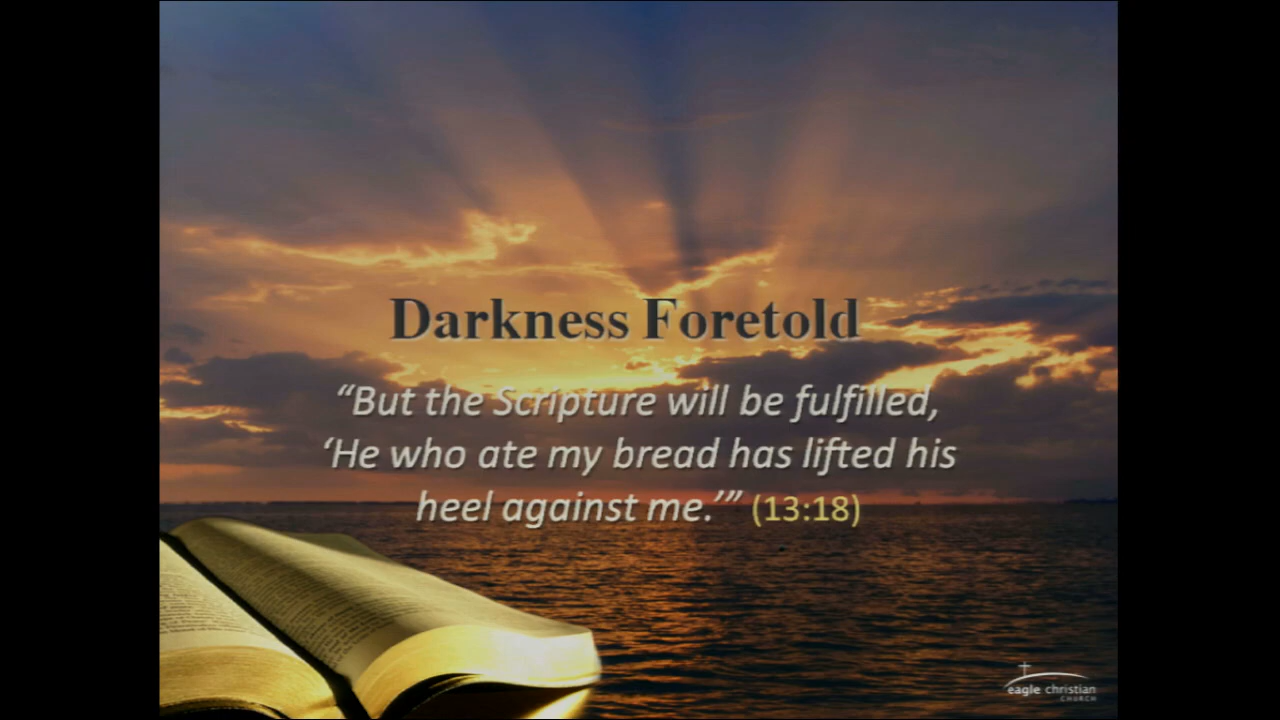 Darkness Foretold
“But the Scripture will be fulfilled,
‘He who ate my bread has lifted his
heel against me.’” (13:18)
eagle christian
CHURCH